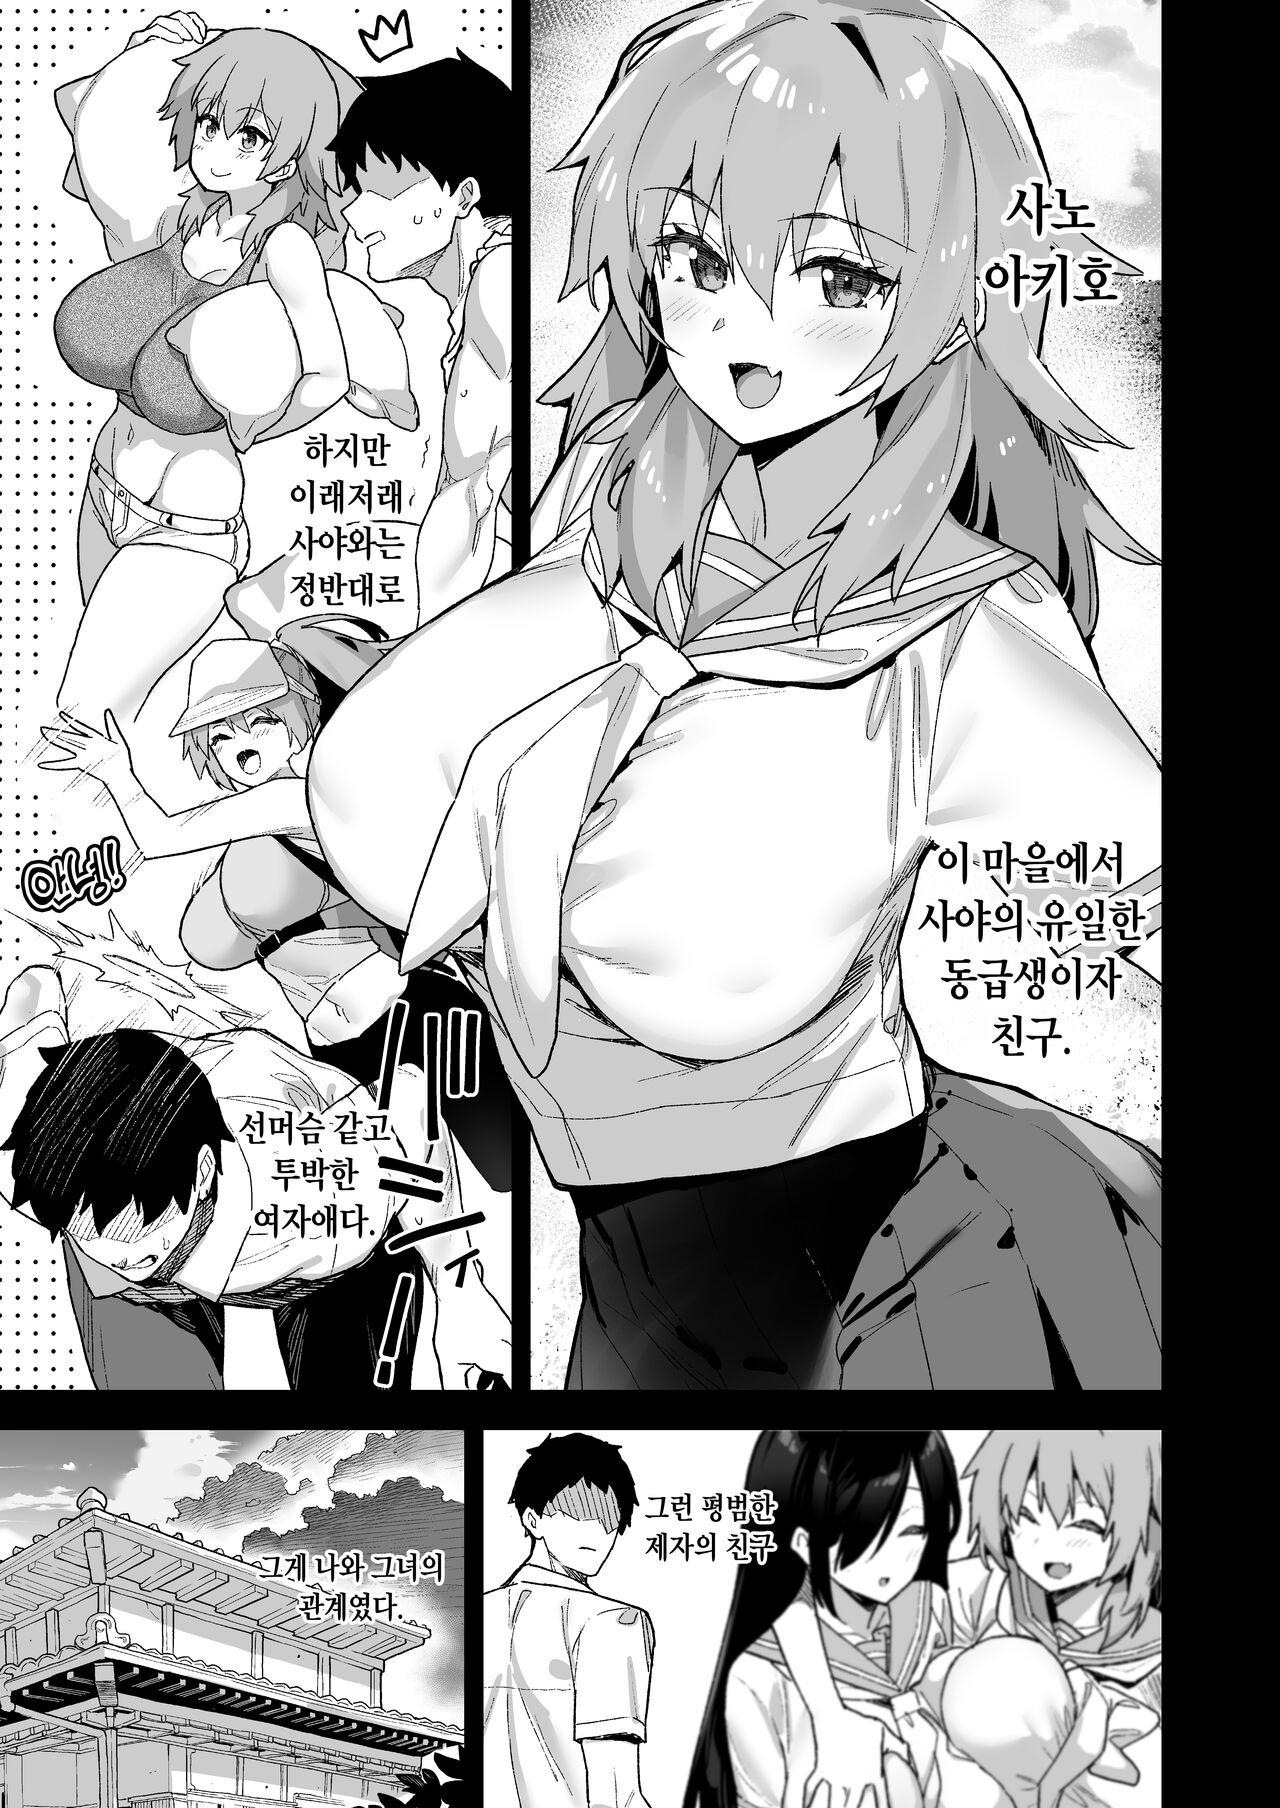 사노
아키호
이 마을에서
사야의 유일한
동급생이자
친구.
하지만
이래저래
사야와는
정반대로
안녕!
선머슴 같고
투박한
여자애다.
그런 평범한
제자의 친구
그게 나와 그녀의
관계였다.